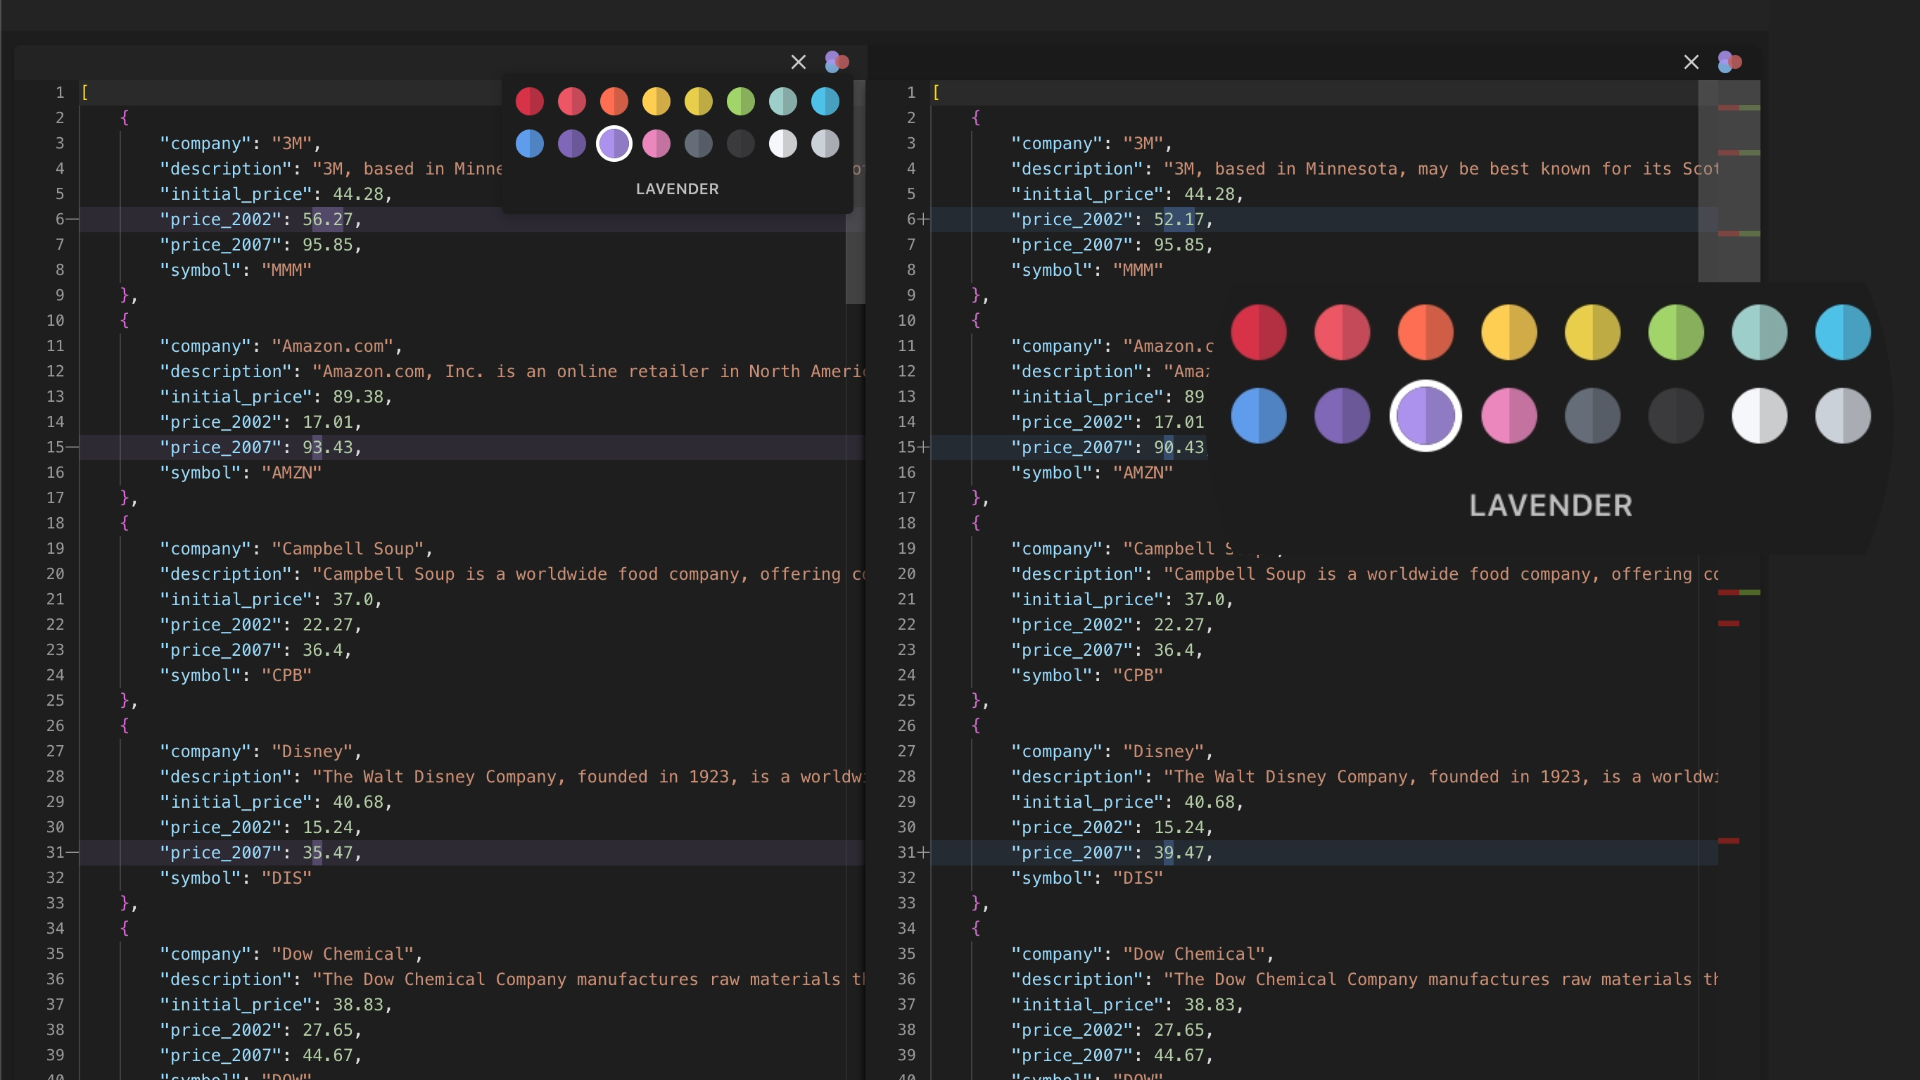 1 [
2 {
3 "company": "3M",
4 "description": "3M, based in Minne
5 "initial_price": 44.28,
6— "price_2002": 56.27,
7 "price_2007": 95.85,
8 "symbol": "MMM"
9 },
10 {
11 "company": "Amazon.com",
12 "description": "Amazon.com, Inc. is an online retailer in North Americ
13 "initial_price": 89.38,
14 "price_2002": 17.01,
15— "price_2007": 93.43,
16 "symbol": "AMZN"
17 },
18 {
19 "company": "Campbell Soup",
20 "description": "Campbell Soup is a worldwide food company, offering co
21 "initial_price": 37.0,
22 "price_2002": 22.27,
23 "price_2007": 36.4,
24 "symbol": "CPB"
25 },
26 {
27 "company": "Disney",
28 "description": "The Walt Disney Company, founded in 1923, is a worldwi
29 "initial_price": 40.68,
30 "price_2002": 15.24,
31— "price_2007": 35.47,
32 "symbol": "DIS"
33 },
34 {
35 "company": "Dow Chemical",
36 "description": "The Dow Chemical Company manufactures raw materials th
37 "initial_price": 38.83,
38 "price_2002": 27.65,
39 "price_2007": 44.67,
40 "symbol": "DOW"
LAVENDER
1 [
2 {
3 "company": "3M",
4 "description": "3M, based in Minnesota, may be best known for its Scot
5 "initial_price": 44.28,
6+ "price_2002": 52.17,
7 "price_2007": 95.85,
8 "symbol": "MMM"
9 },
10 {
11 "company": "Amazon.c
12 "description": "Amaz
13 "initial_price": 89
14 "price_2002": 17.01
15+ "price_2007": 90.43
16 "symbol": "AMZN"
17 },
18 {
19 "company": "Campbell S
20 "description": "Campbell Soup is a worldwide food company, offering co
21 "initial_price": 37.0,
22 "price_2002": 22.27,
23 "price_2007": 36.4,
24 "symbol": "CPB"
25 },
26 {
27 "company": "Disney",
28 "description": "The Walt Disney Company, founded in 1923, is a worldwi
29 "initial_price": 40.68,
30 "price_2002": 15.24,
31+ "price_2007": 39.47,
32 "symbol": "DIS"
33 },
34 {
35 "company": "Dow Chemical",
36 "description": "The Dow Chemical Company manufactures raw materials th
37 "initial_price": 38.83,
38 "price_2002": 27.65,
39 "price_2007": 44.67,
40 "symbol": "DOW"
LAVENDER